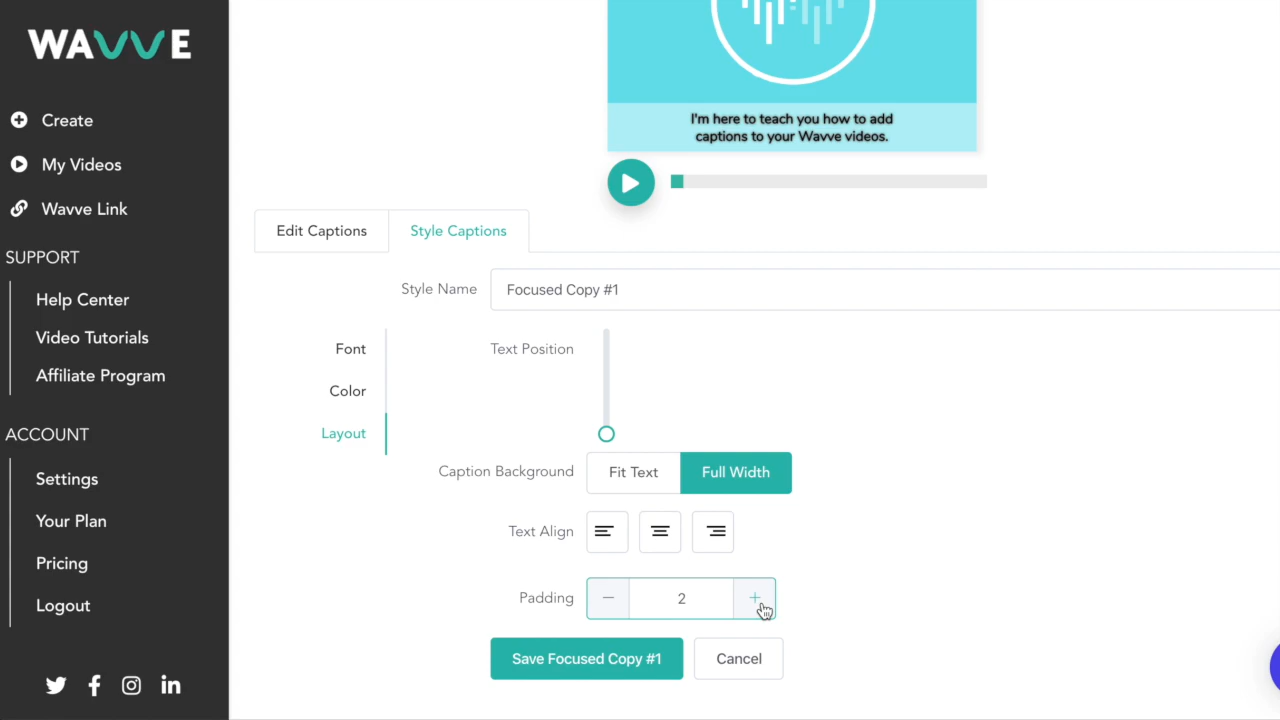 WAVVE
Create
My Videos
Wavve Link
SUPPORT
Help Center
Video Tutorials
Affiliate Program
ACCOUNT
Settings
Your Plan
Pricing
Logout
I'm here to teach you how to add
captions to your Wavve videos.
Edit Captions
Style Captions
Style Name
Focused Copy #1
Font
Color
Layout
Text Position
Caption Background
Fit Text
Full Width
Text Align
Padding
2
Save Focused Copy #1
Cancel